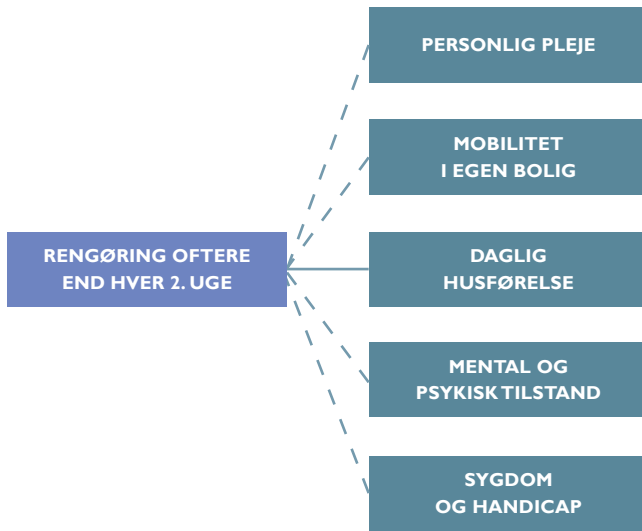 PERSONLIG PLEJE
MOBILITET
I EGEN BOLIG
RENGØRING OFTERE
END HVER 2. UGE
DAGLIG
HUSFØRELSE
MENTAL OG
PSYKISK TILSTAND
SYGDOM
OG HANDICAP